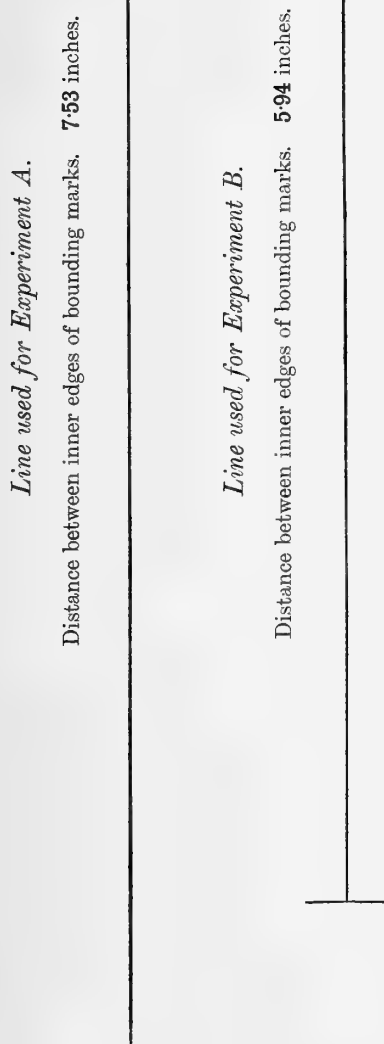 Line used for Experiment A.
Distance between inner edges of bounding marks. 7·53 inches.
Line used for Experiment B.
Distance between inner edges of bounding marks. 5·94 inches.